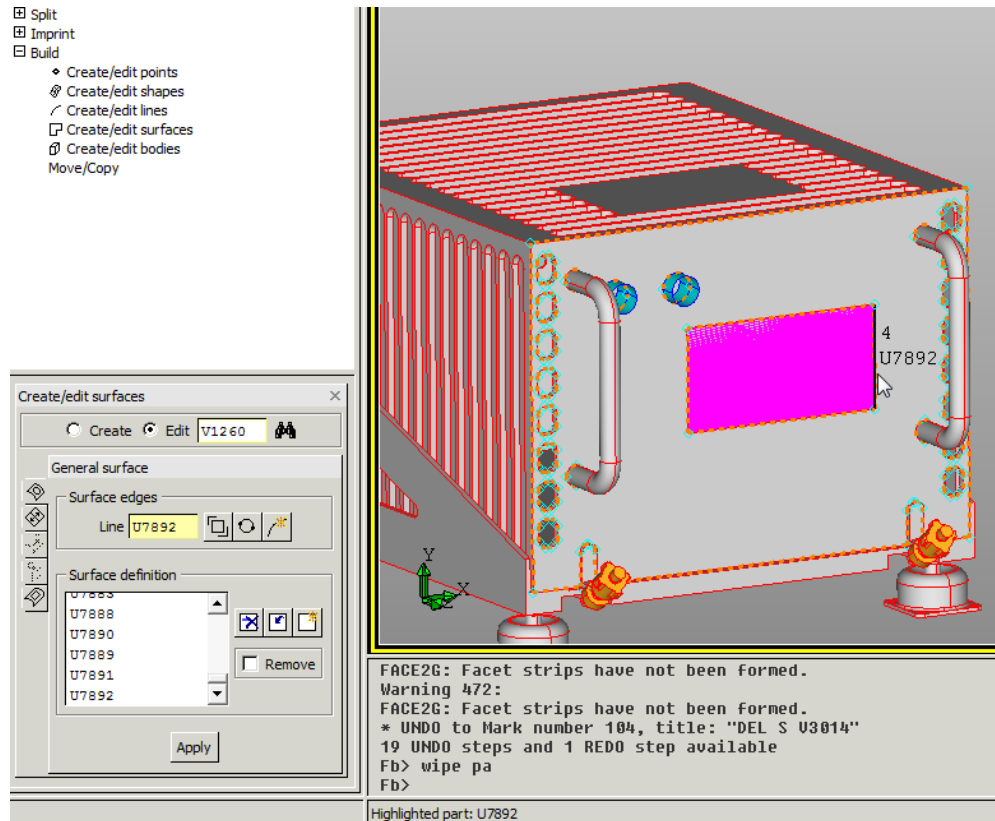 Split
Imprint
Build
Create/edit points
Create/edit shapes
Create/edit lines
Create/edit surfaces
Create/edit bodies
Move/Copy
4
U7892
Y
X
Z
Create/edit surfaces
Create Edit V1260
General surface
Surface edges
Line U7892
Surface definition
U7883
U7888
U7890
U7889
U7891
U7892
Remove
Apply
FACE2G: Facet strips have not been formed.
Warning 472:
FACE2G: Facet strips have not been formed.
* UNDO to Mark number 104, title: "DEL S V3014"
19 UNDO steps and 1 REDO step available
Fb> wipe pa
Fb>
Highlighted part: U7892